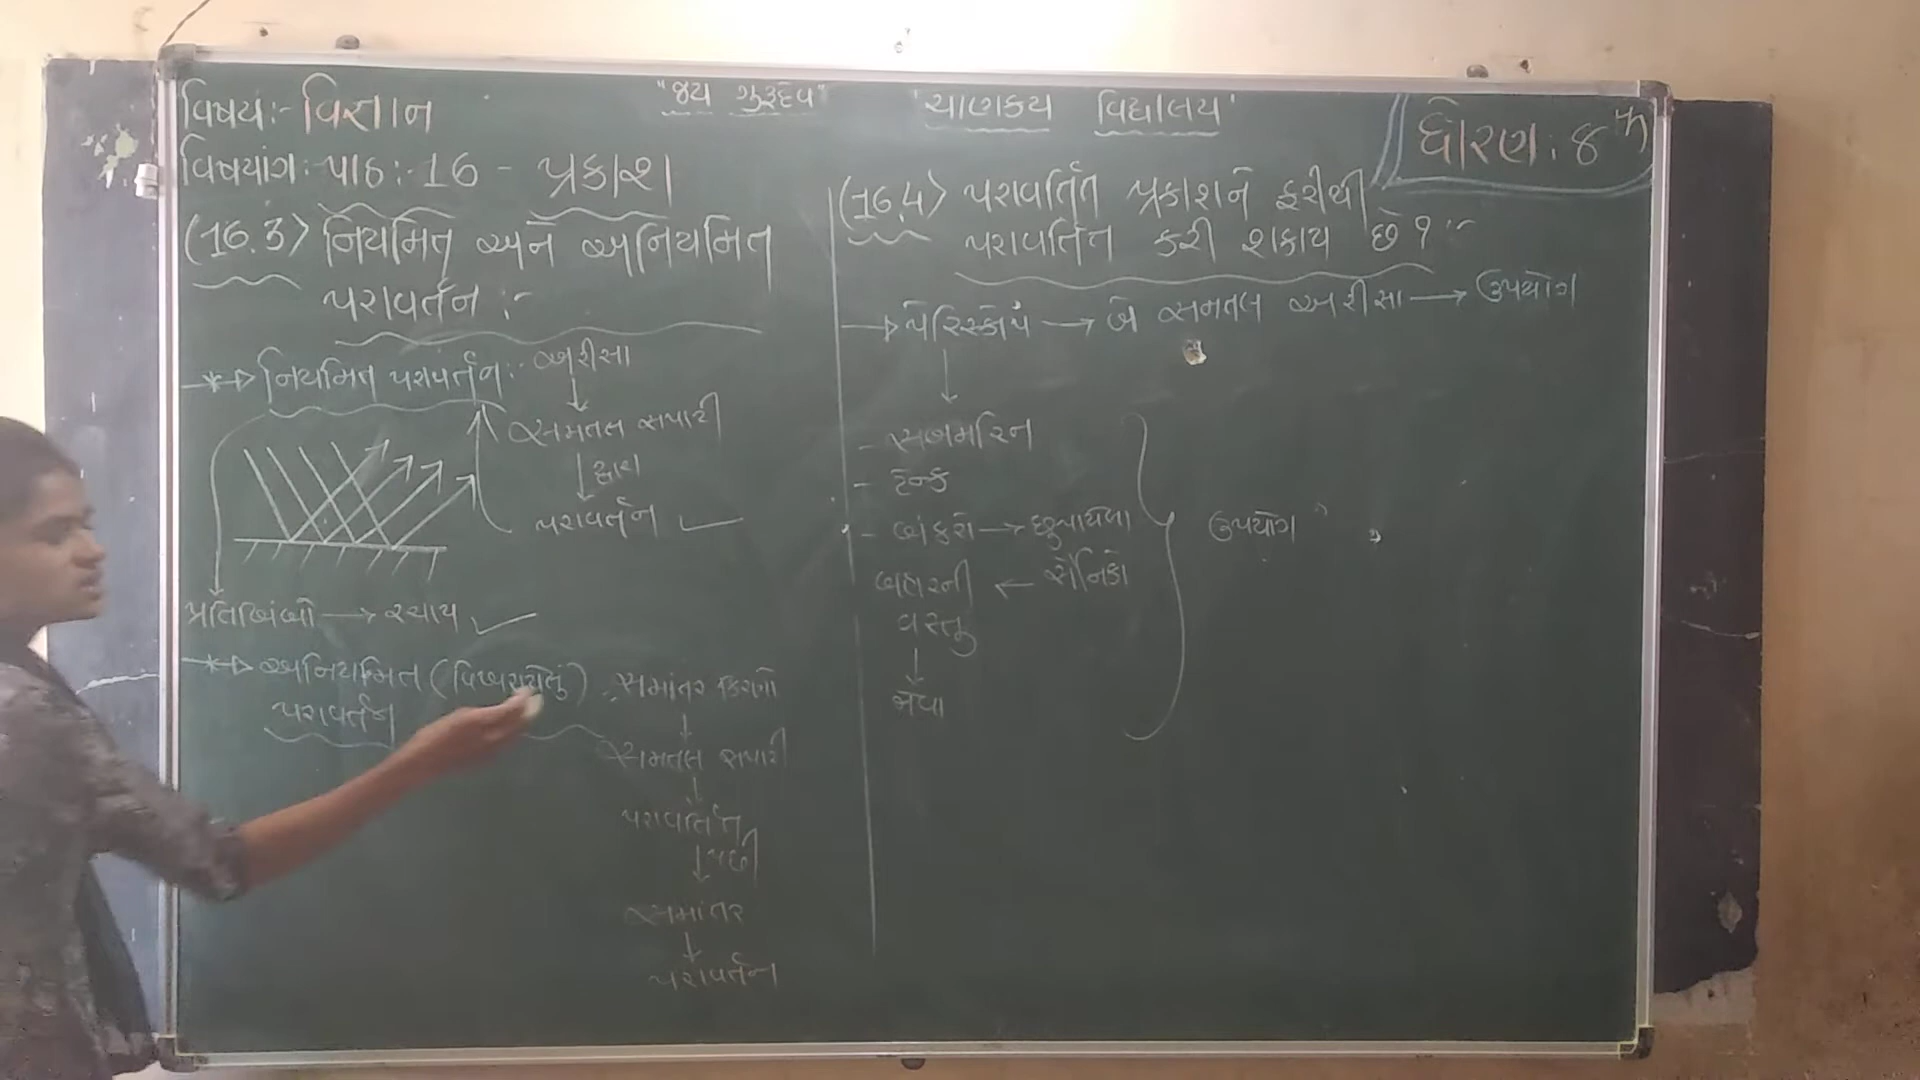 "જય ગુરૂદેવ"
'ચાણકય વિદ્યાલય'
ધોરણ: ૪th
વિષય:- વિજ્ઞાન
વિષયાંગ:- પાઠ:-16 - પ્રકાશ
(16.3) નિયમિત અને અનિયમિત
પરાવર્તન :-
નિયમિત પરાવર્તન:- અરીસા
સમતલ સપાટી
દ્વારા
પરાવર્તન
પ્રતિબિંબો → રચાય
અનિયમિત (વિખરાયેલું)
પરાવર્તન
સમાંતર કિરણો
સમતલ સપાટી
પરાવર્તિત
પછી
સમાંતર
પરાવર્તન
(16.4) પરાવર્તિત પ્રકાશને ફરીથી
પરાવર્તિત કરી શકાય છે ? :-
પેરિસ્કોપ → બે સમતલ અરીસા → ઉપયોગ
- સબમરિન
- ટેન્ક
- બંકરો → છુપાયેલા
સૈનિકો
બહારની
વસ્તુ
જોવા
ઉપયોગ